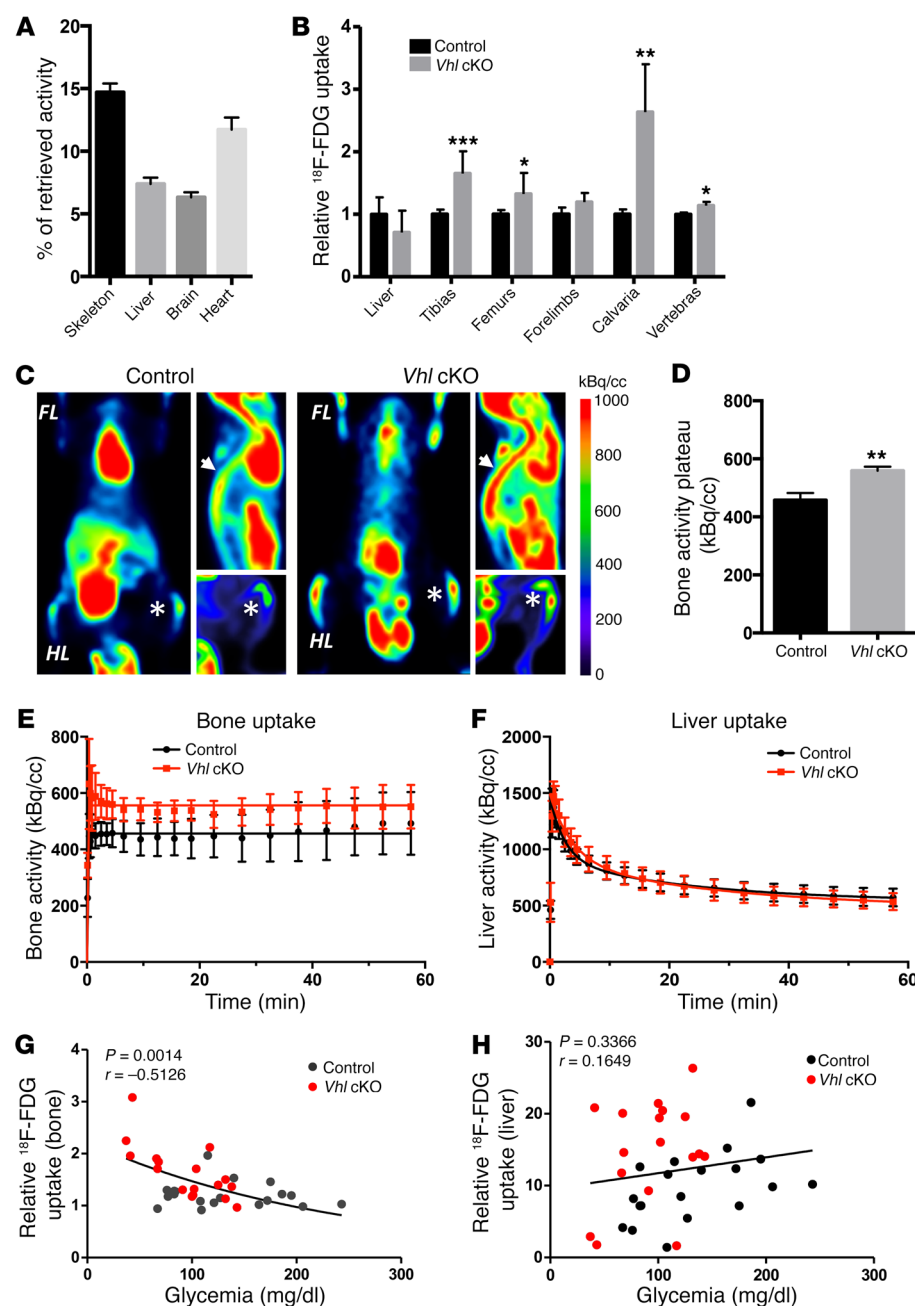 A
% of retrieved activity
20
15
10
5
0
Skeleton
Liver
Brain
Heart
B
Relative 18F-FDG uptake
Control
Vhl cKO
4
3
2
1
0
***
*
**
*
Liver
Tibias
Femurs
Forelimbs
Calvaria
Vertebras
C
Control
Vhl cKO
FL
HL
*
*
FL
HL
*
*
kBq/cc
1000
800
600
400
200
0
D
Bone activity plateau
(kBq/cc)
800
600
400
200
0
**
Control
Vhl cKO
E
Bone uptake
Control
Vhl cKO
Bone activity (kBq/cc)
800
600
400
200
0
0 20 40 60
Time (min)
F
Liver uptake
Control
Vhl cKO
Liver activity (kBq/cc)
2000
1500
1000
500
0
0 20 40 60
Time (min)
G
P = 0.0014
r = –0.5126
Control
Vhl cKO
Relative 18F-FDG
uptake (bone)
4
3
2
1
0
0 100 200 300
Glycemia (mg/dl)
H
P = 0.3366
r = 0.1649
Control
Vhl cKO
Relative 18F-FDG
uptake (liver)
30
20
10
0
0 100 200 300
Glycemia (mg/dl)